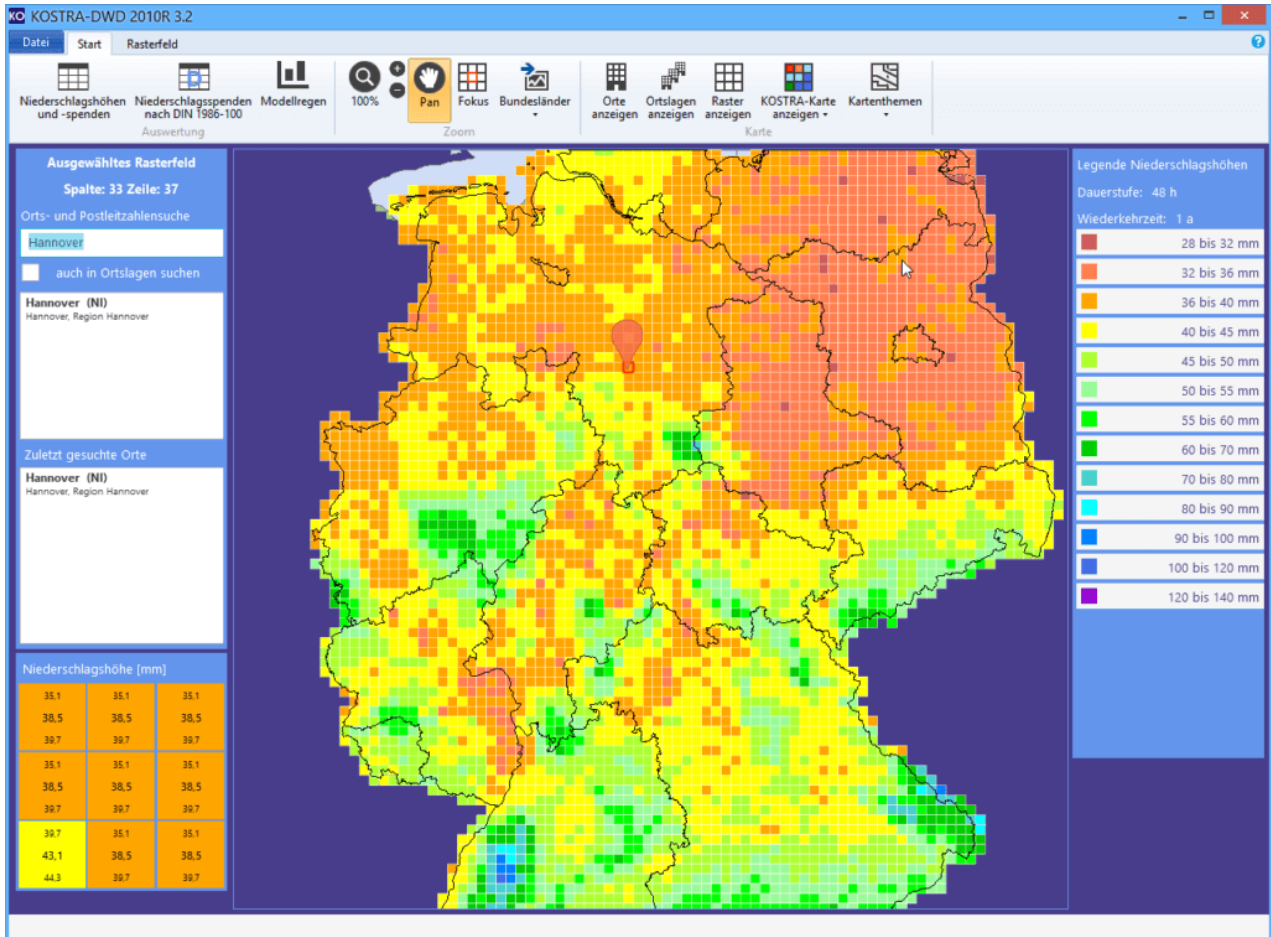 KO KOSTRA-DWD 2010R 3.2
Datei Start Rasterfeld
Niederschlagshöhen und -spenden
Niederschlagsspenden nach DIN 1986-100
Modellregen
Auswertung
100%
Pan
Fokus
Bundesländer
Zoom
Orte anzeigen
Ortslagen anzeigen
Raster anzeigen
KOSTRA-Karte anzeigen
Kartenthemen
Karte
Ausgewähltes Rasterfeld
Spalte: 33 Zeile: 37
Orts- und Postleitzahlensuche
Hannover
auch in Ortslagen suchen
Hannover (NI)
Hannover, Region Hannover
Zuletzt gesuchte Orte
Hannover (NI)
Hannover, Region Hannover
Niederschlagshöhe [mm]
35,1 35,1 35,1
38,5 38,5 38,5
39,7 39,7 39,7
35,1 35,1 35,1
38,5 38,5 38,5
39,7 39,7 39,7
39,7 35,1 35,1
43,1 38,5 38,5
44,3 39,7 39,7
Legende Niederschlagshöhen
Dauerstufe: 48 h
Wiederkehrzeit: 1 a
28 bis 32 mm
32 bis 36 mm
36 bis 40 mm
40 bis 45 mm
45 bis 50 mm
50 bis 55 mm
55 bis 60 mm
60 bis 70 mm
70 bis 80 mm
80 bis 90 mm
90 bis 100 mm
100 bis 120 mm
120 bis 140 mm